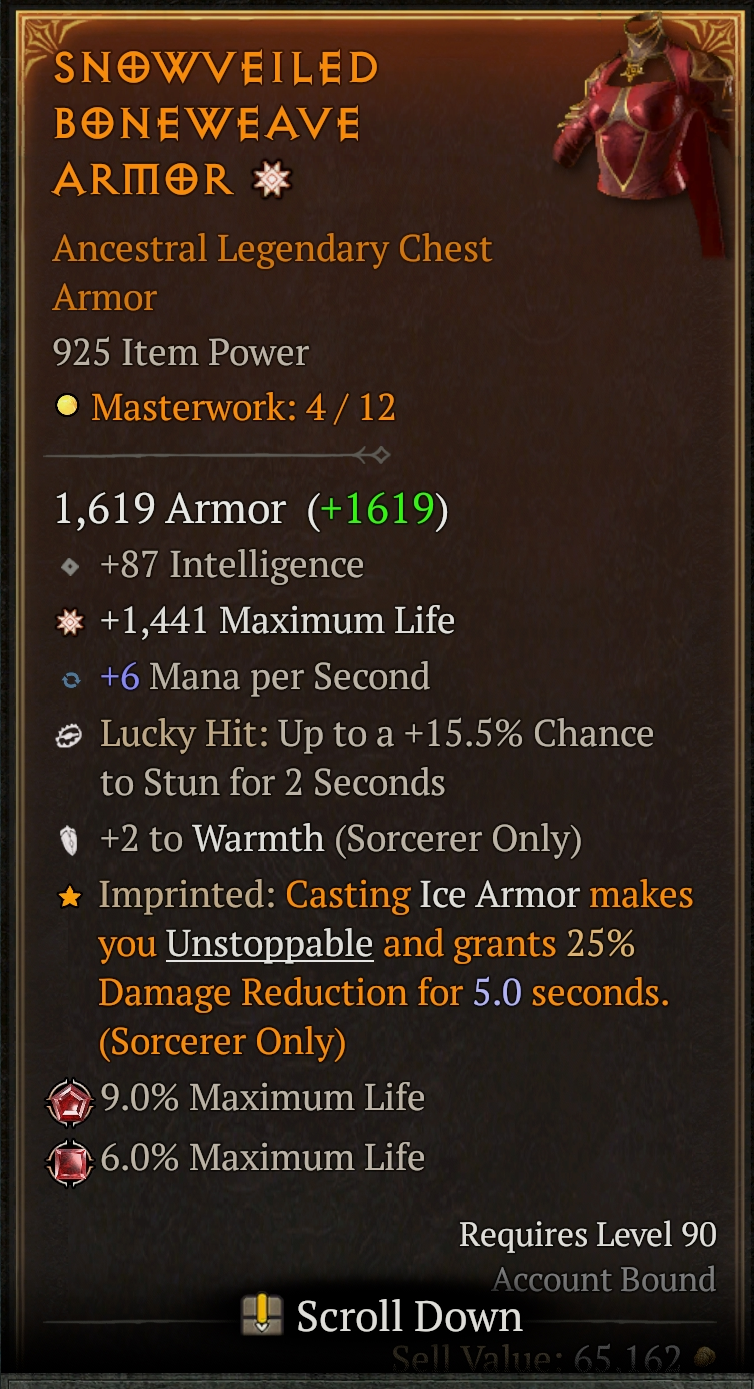 SNOWVEILED
BONEWEAVE
ARMOR
Ancestral Legendary Chest
Armor
925 Item Power
Masterwork: 4 / 12
1,619 Armor (+1619)
+87 Intelligence
+1,441 Maximum Life
+6 Mana per Second
Lucky Hit: Up to a +15.5% Chance
to Stun for 2 Seconds
+2 to Warmth (Sorcerer Only)
Imprinted: Casting Ice Armor makes
you Unstoppable and grants 25%
Damage Reduction for 5.0 seconds.
(Sorcerer Only)
9.0% Maximum Life
6.0% Maximum Life
Requires Level 90
Account Bound
Scroll Down
Sell Value: 65,162